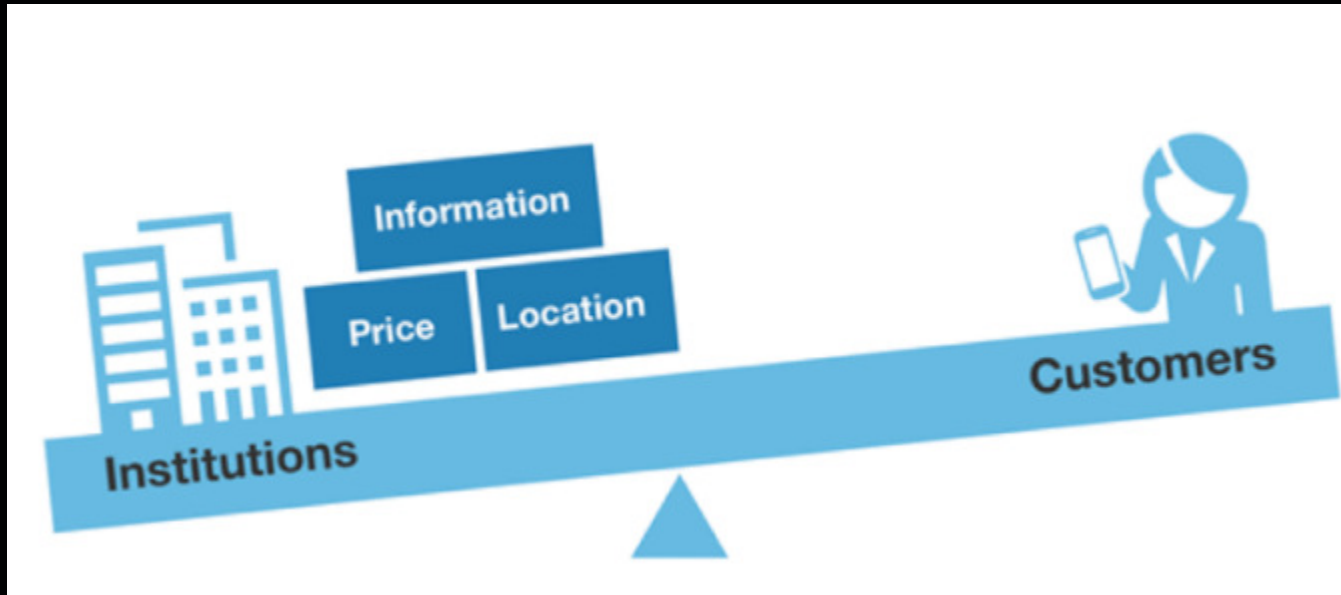 Information
Price
Location
Customers
Institutions